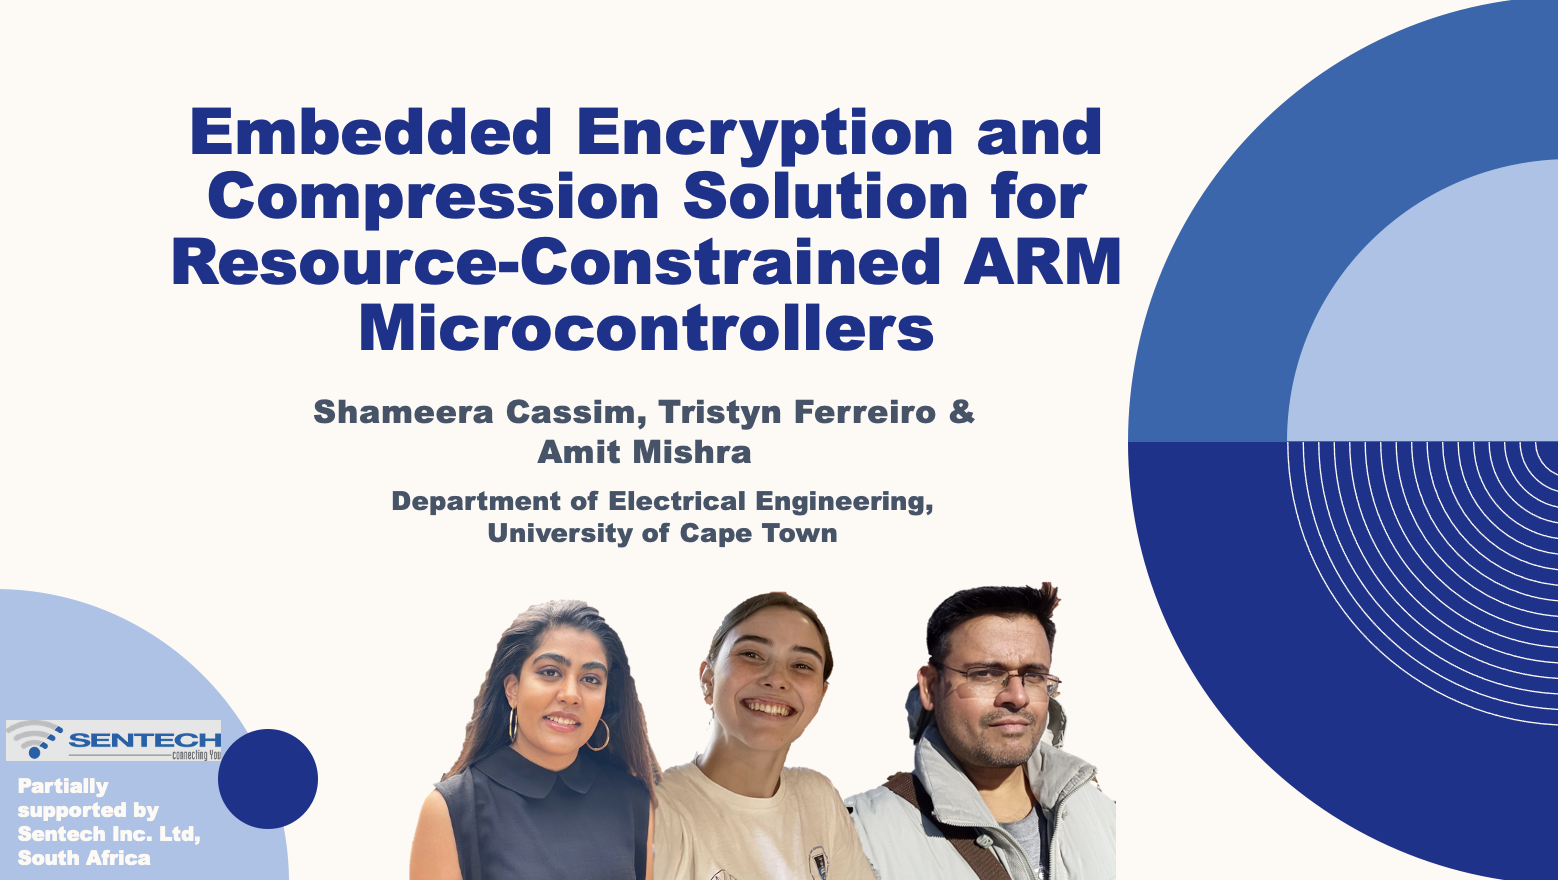 Embedded Encryption and
Compression Solution for
Resource-Constrained ARM
Microcontrollers
Shameera Cassim, Tristyn Ferreiro &
Amit Mishra
Department of Electrical Engineering,
University of Cape Town
SENTECH
connecting You
Partially
supported by
Sentech Inc. Ltd,
South Africa